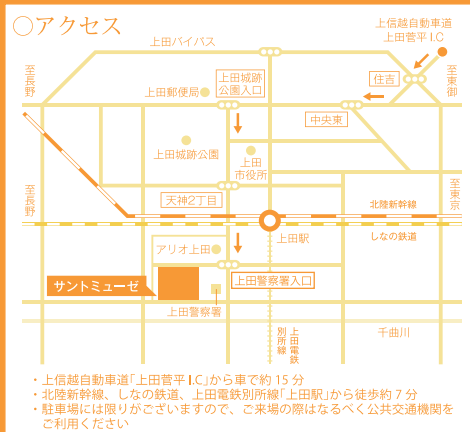 ○アクセス
上信越自動車道
上田菅平 I.C
上田バイパス
至長野
上田城跡
公園入口
住吉
至東御
上田郵便局
中央東
上田城跡公園
上田
市役所
至長野
天神2丁目
至東京
北陸新幹線
上田駅
しなの鉄道
アリオ上田
サントミューゼ
上田警察署入口
上田警察署
上田電鉄
別所線
千曲川
・上信越自動車道「上田菅平 I.C」から車で約 15 分
・北陸新幹線、しなの鉄道、上田電鉄別所線「上田駅」から徒歩約 7 分
・駐車場には限りがございますので、ご来場の際はなるべく公共交通機関を
ご利用ください